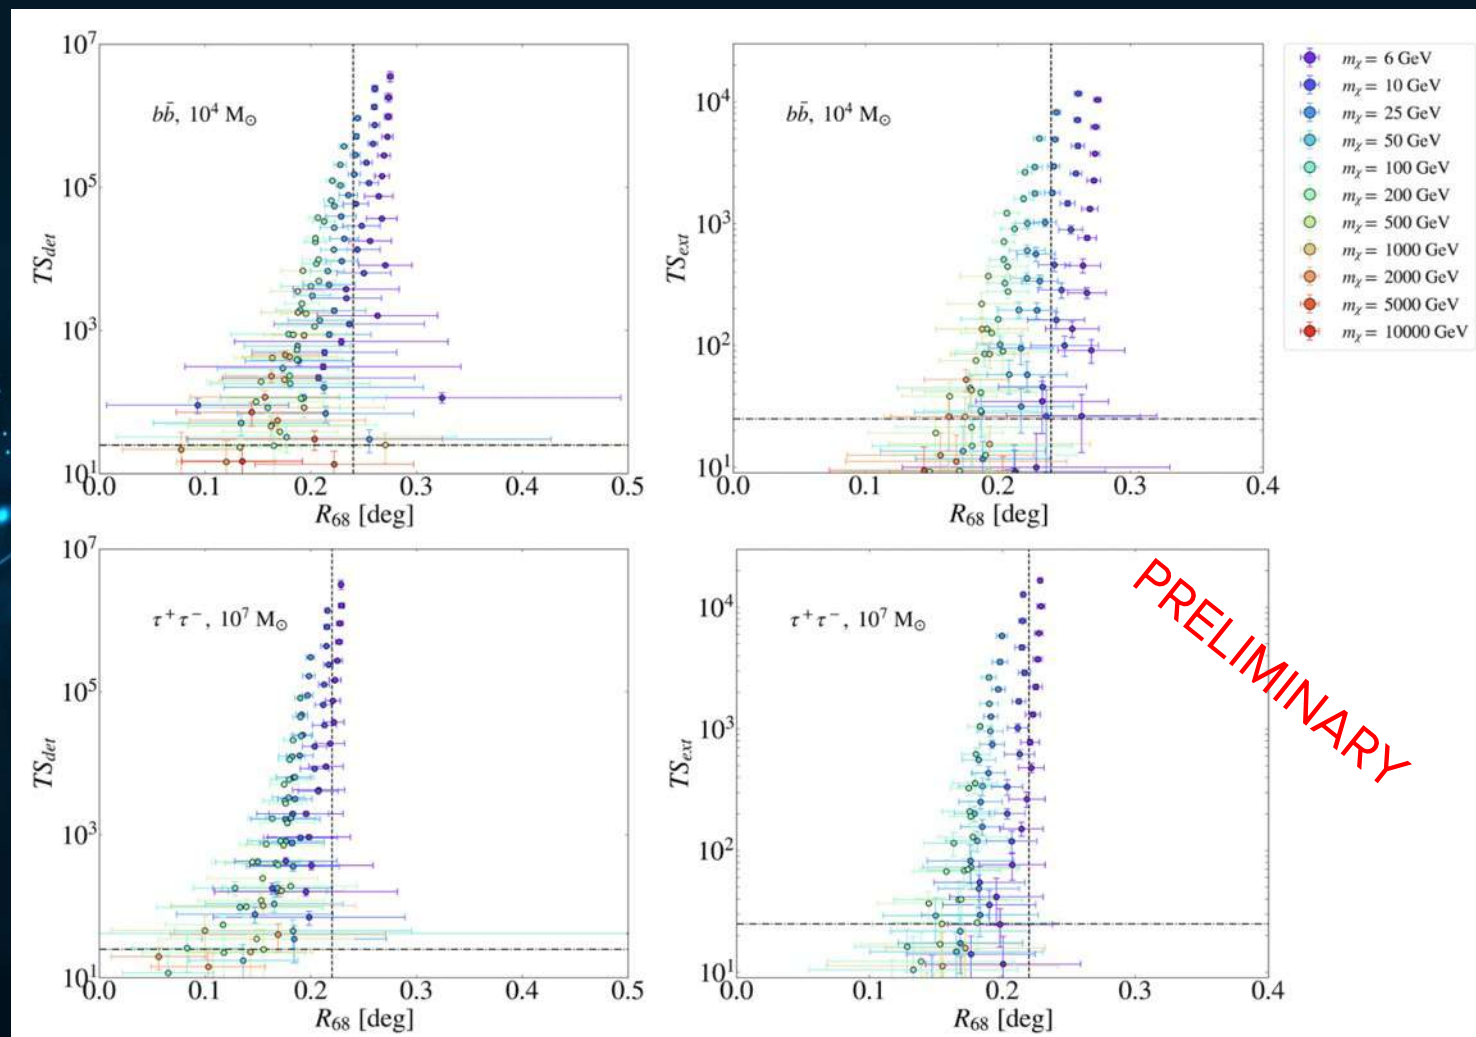 10^7
10^5
10^3
10^1
TS_det
bb̄, 10^4 M_⊙
0.0 0.1 0.2 0.3 0.4 0.5
R_68 [deg]
10^4
10^3
10^2
10^1
TS_ext
bb̄, 10^4 M_⊙
0.0 0.1 0.2 0.3 0.4
R_68 [deg]
m_χ = 6 GeV
m_χ = 10 GeV
m_χ = 25 GeV
m_χ = 50 GeV
m_χ = 100 GeV
m_χ = 200 GeV
m_χ = 500 GeV
m_χ = 1000 GeV
m_χ = 2000 GeV
m_χ = 5000 GeV
m_χ = 10000 GeV
10^7
10^5
10^3
10^1
TS_det
τ^+τ^−, 10^7 M_⊙
0.0 0.1 0.2 0.3 0.4 0.5
R_68 [deg]
10^4
10^3
10^2
10^1
TS_ext
τ^+τ^−, 10^7 M_⊙
0.0 0.1 0.2 0.3 0.4
R_68 [deg]
PRELIMINARY